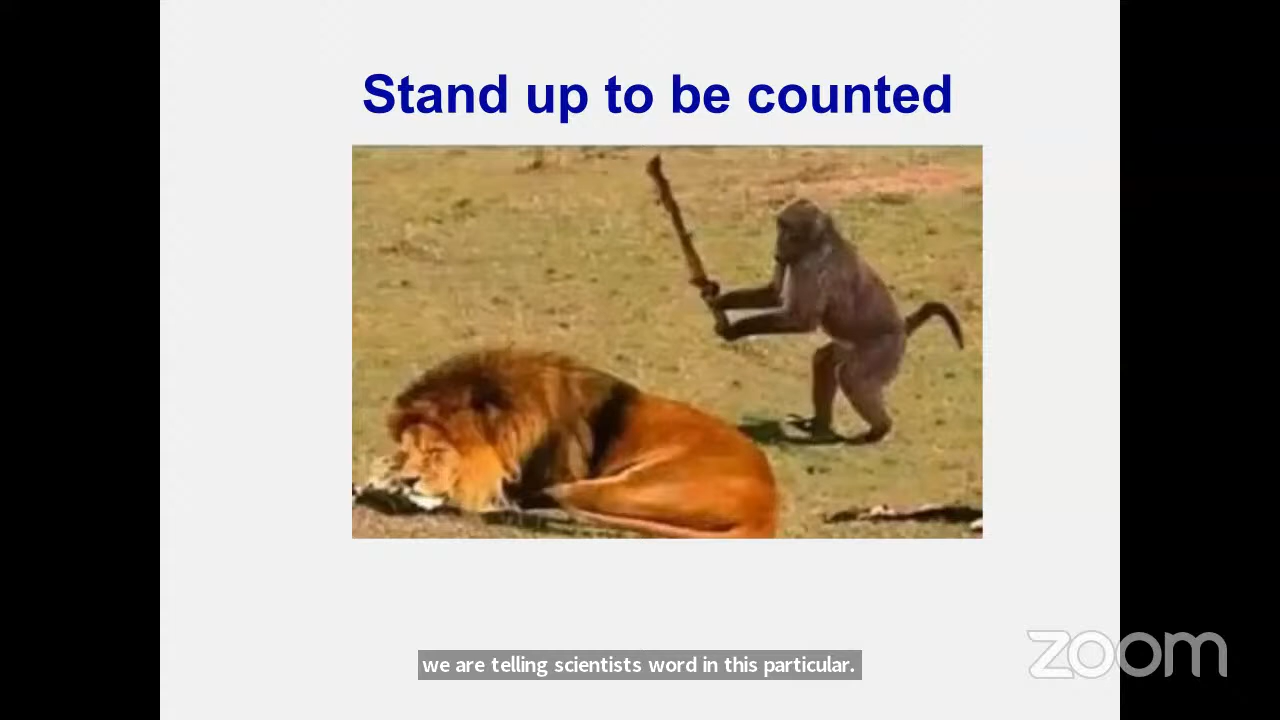 Stand up to be counted
we are telling scientists word in this particular.
zoom